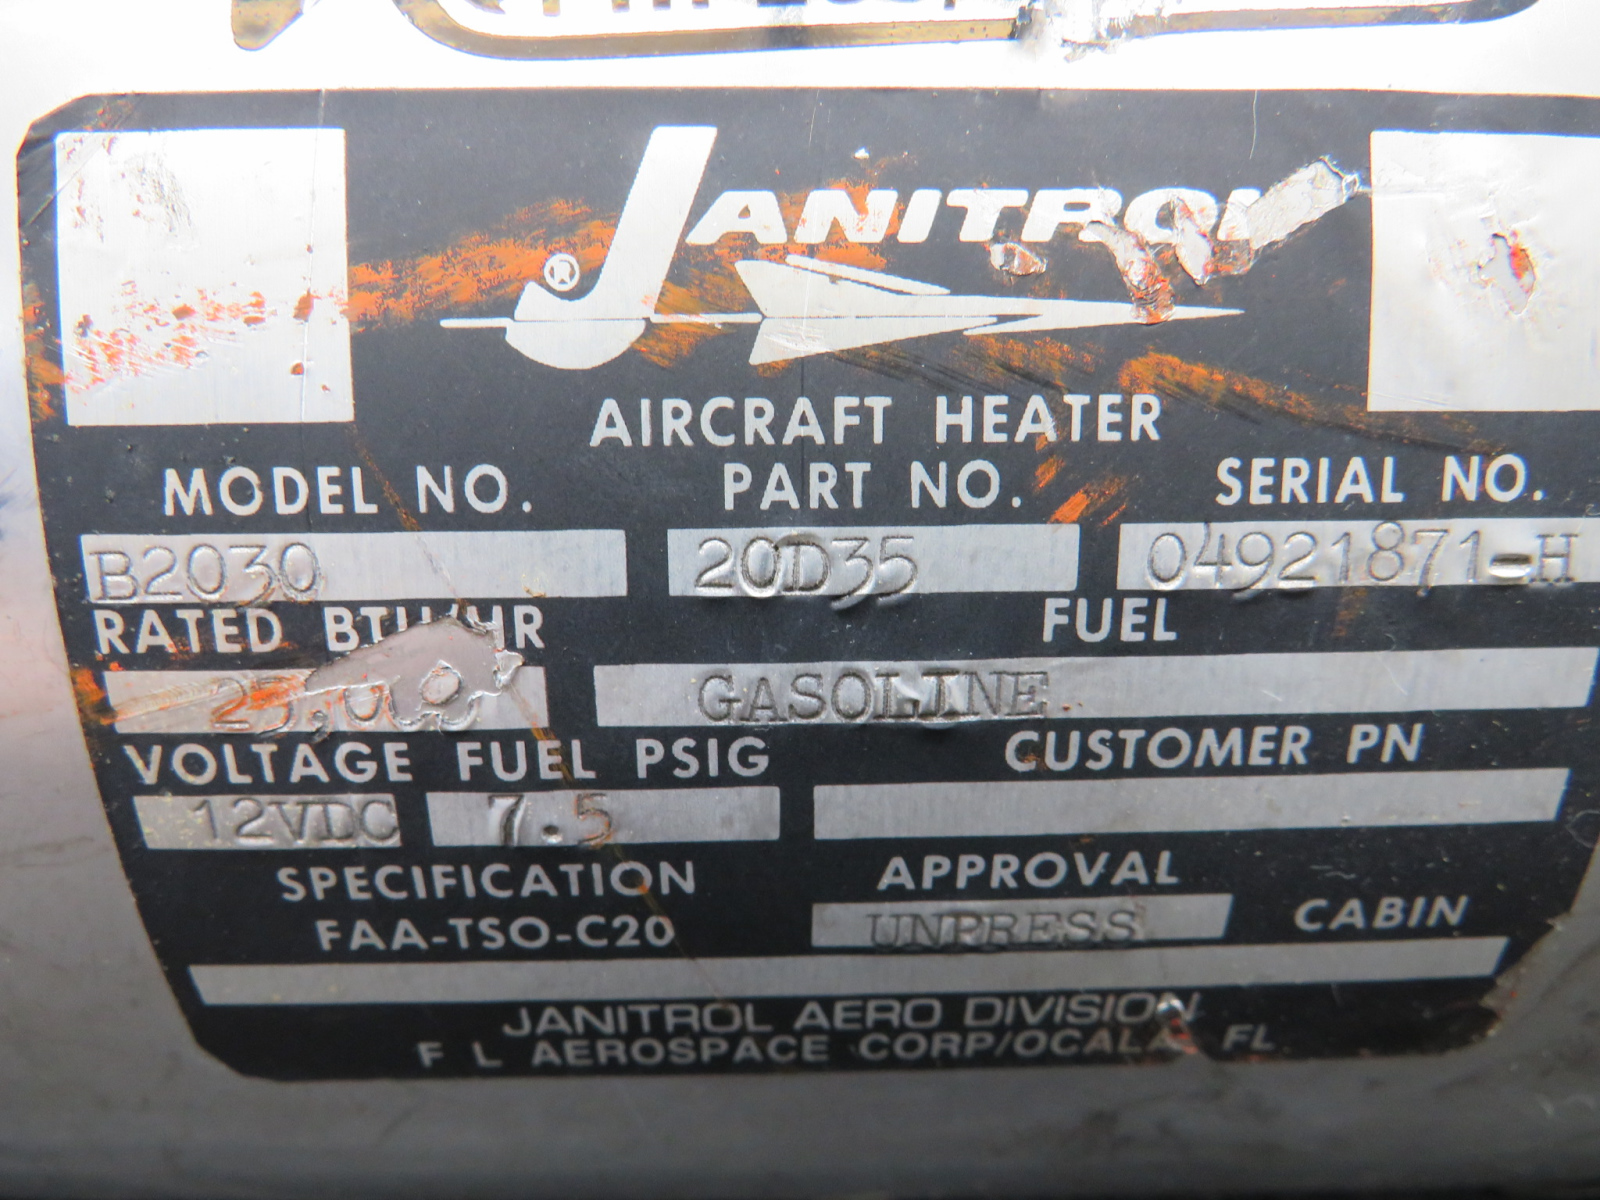 JANITROL
®
AIRCRAFT HEATER
MODEL NO. PART NO. SERIAL NO.
B2030 20D35 04921871-H
RATED BTU/HR FUEL
GASOLINE
VOLTAGE FUEL PSIG CUSTOMER PN
12VDC 7.5
SPECIFICATION APPROVAL
FAA-TSO-C20 UNPRESS CABIN
JANITROL AERO DIVISION
F L AEROSPACE CORP/OCALA, FL